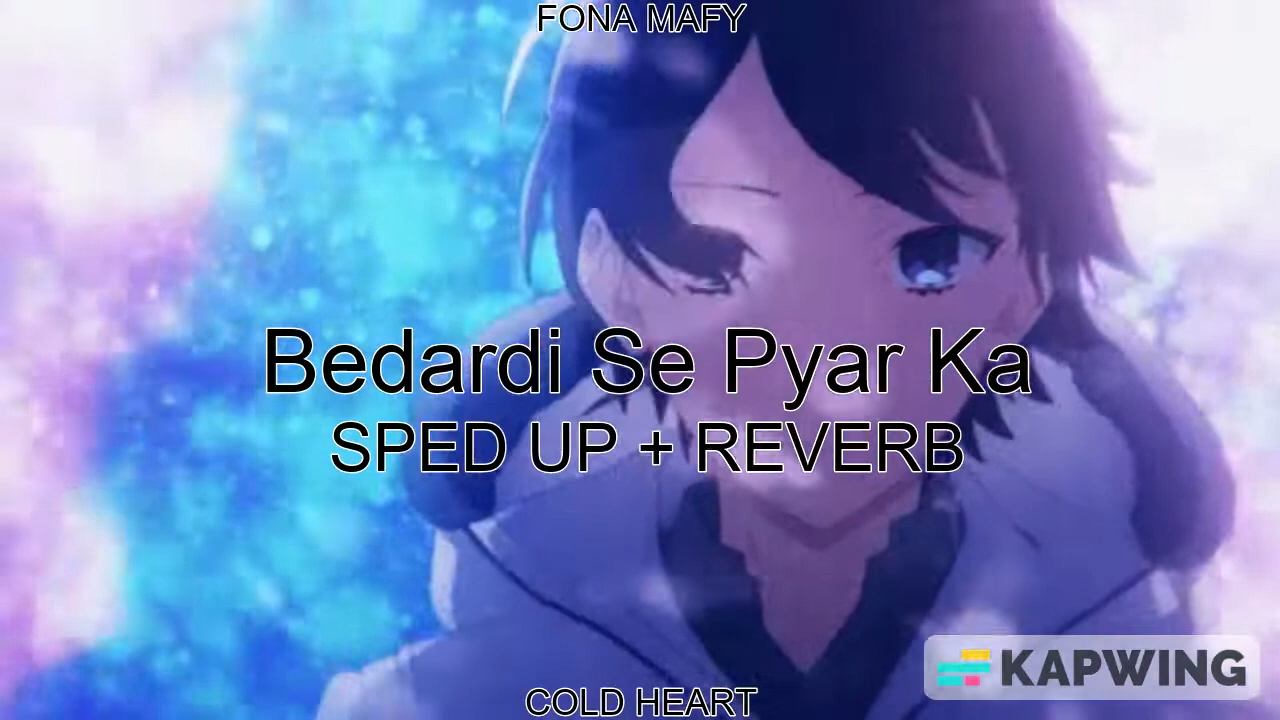 FONA MAFY
Bedardi Se Pyar Ka
SPED UP + REVERB
KAPWING
COLD HEART